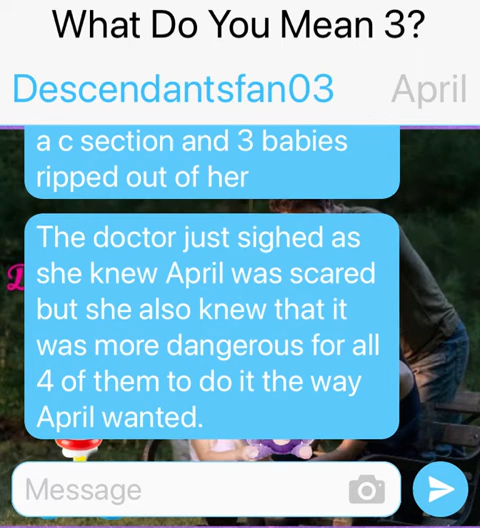 What Do You Mean 3?
Descendantsfan03 April
a c section and 3 babies
ripped out of her
The doctor just sighed as
she knew April was scared
but she also knew that it
was more dangerous for all
4 of them to do it the way
April wanted.
Message